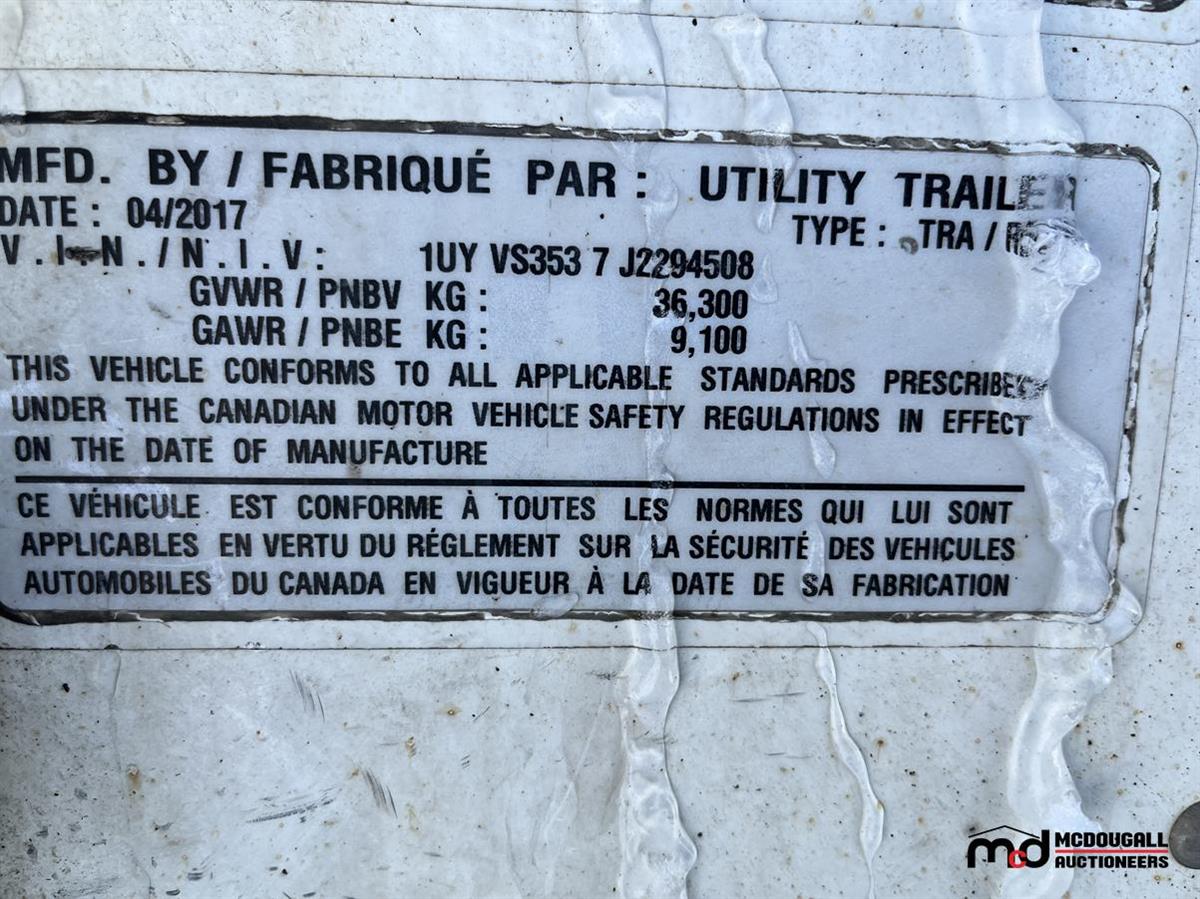 MFD. BY / FABRIQUÉ PAR : UTILITY TRAILER
DATE : 04/2017
TYPE : TRA /
V.I.N./N.I.V: 1UY VS353 7 J2294508
GVWR / PNBV KG : 36,300
GAWR / PNBE KG : 9,100
THIS VEHICLE CONFORMS TO ALL APPLICABLE STANDARDS PRESCRIBED
UNDER THE CANADIAN MOTOR VEHICLE SAFETY REGULATIONS IN EFFECT
ON THE DATE OF MANUFACTURE
CE VÉHICULE EST CONFORME À TOUTES LES NORMES QUI LUI SONT
APPLICABLES EN VERTU DU RÉGLEMENT SUR LA SÉCURITÉ DES VEHICULES
AUTOMOBILES DU CANADA EN VIGUEUR À LA DATE DE SA FABRICATION
mcd MCDOUGALL
AUCTIONEERS